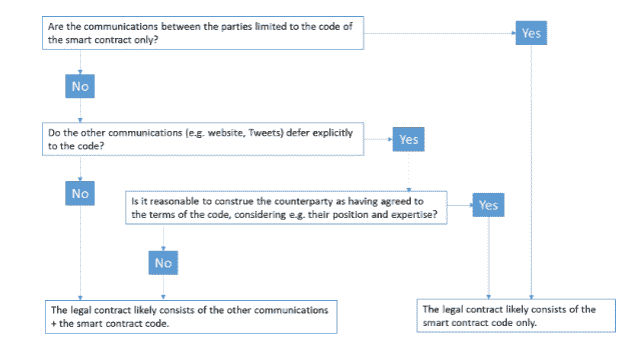 Are the communications between the parties limited to the code of
the smart contract only?
Yes
No
Do the other communications (e.g. website, Tweets) defer explicitly
to the code?
Yes
No
Is it reasonable to construe the counterparty as having agreed to
the terms of the code, considering e.g. their position and expertise?
Yes
No
The legal contract likely consists of the other communications
+ the smart contract code.
The legal contract likely consists of the
smart contract code only.